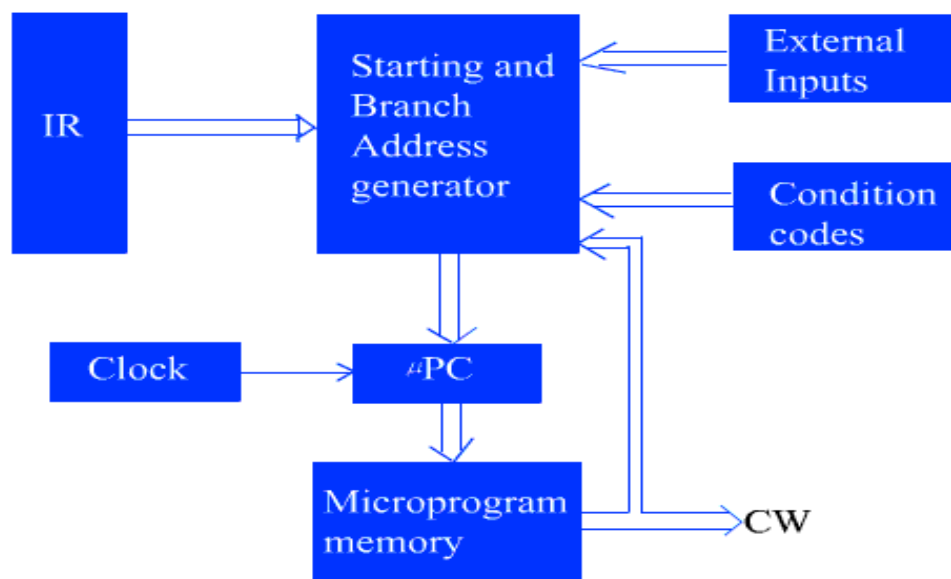 IR
Starting and
Branch
Address
generator
External
Inputs
Condition
codes
Clock
μPC
Microprogram
memory
CW